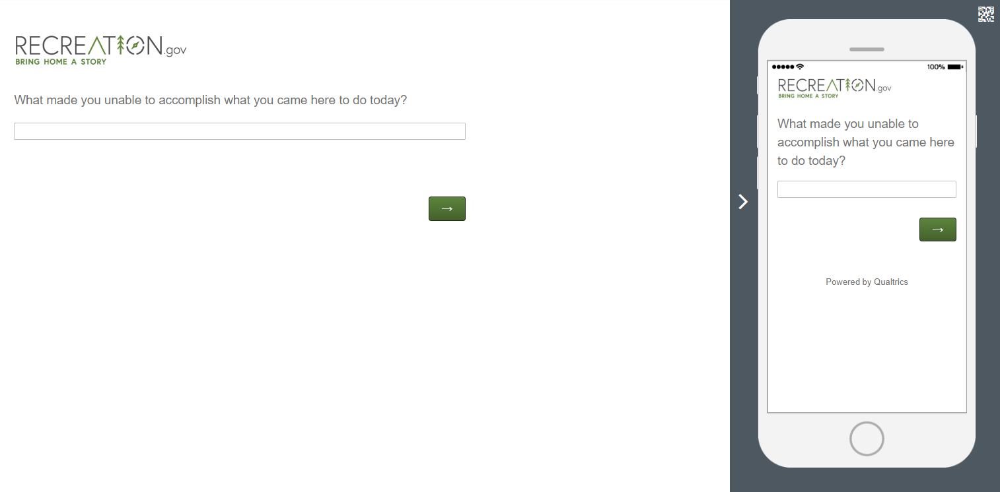 RECREATION.gov
BRING HOME A STORY
What made you unable to accomplish what you came here to do today?
→
100%
RECREATION.gov
BRING HOME A STORY
What made you unable to
accomplish what you came here
to do today?
→
Powered by Qualtrics